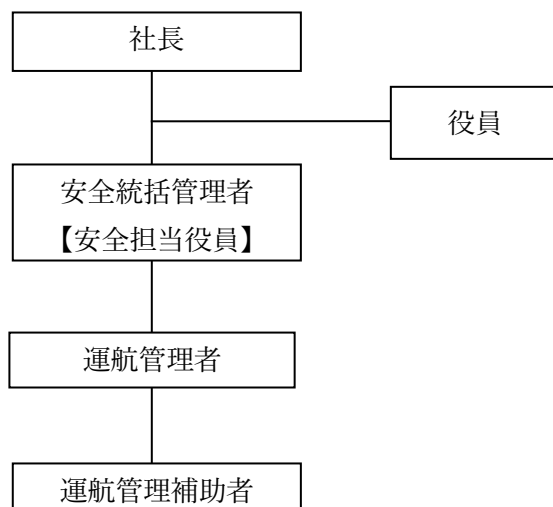 社長
役員
安全統括管理者
【安全担当役員】
運航管理者
運航管理補助者